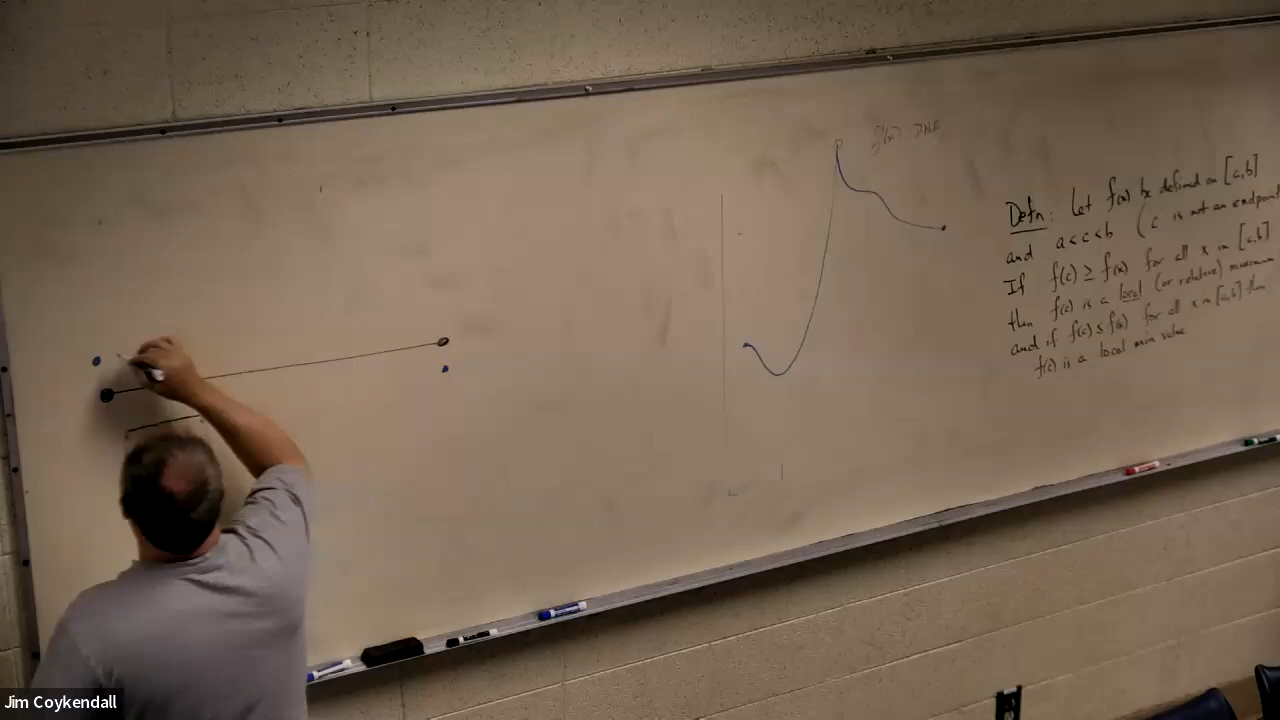 f'(x) DNE
Defn: Let f(x) be defined on [a,b]
and a<c<b (c is not an endpoint
If f(c) ≥ f(x) for all x in [a,b]
then f(c) is a local (or relative) maximum
and if f(c) ≤ f(x) for all x in [a,b] then
f(c) is a local min value
Jim Coykendall